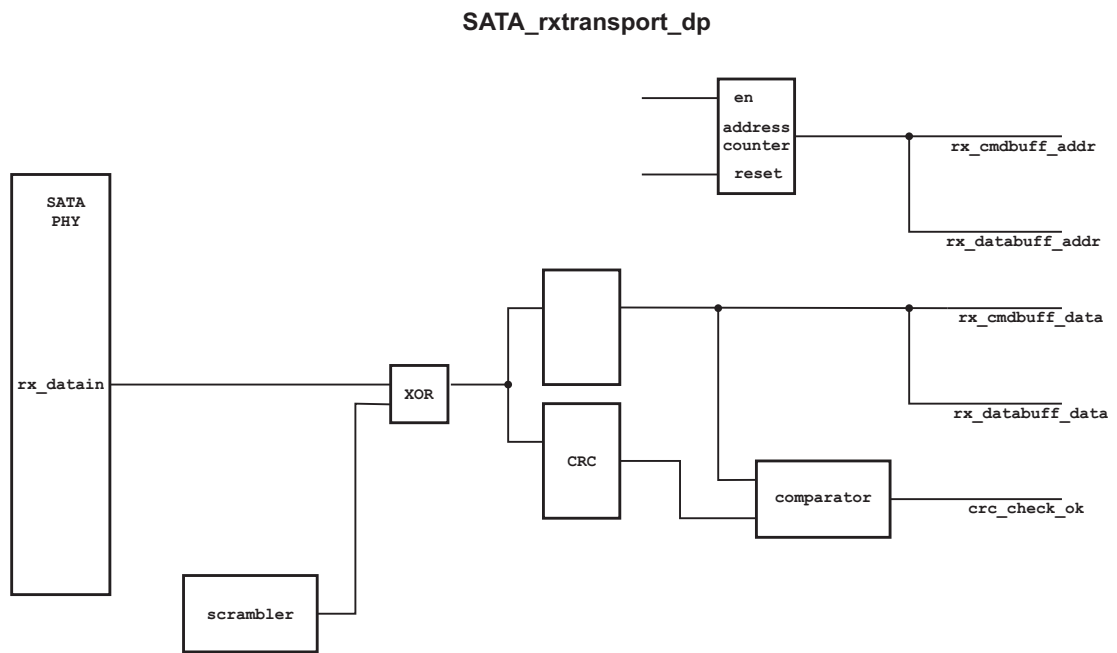 SATA_rxtransport_dp
en
address
counter
reset
rx_cmdbuff_addr
rx_databuff_addr
SATA
PHY
rx_datain
XOR
CRC
rx_cmdbuff_data
rx_databuff_data
comparator
crc_check_ok
scrambler